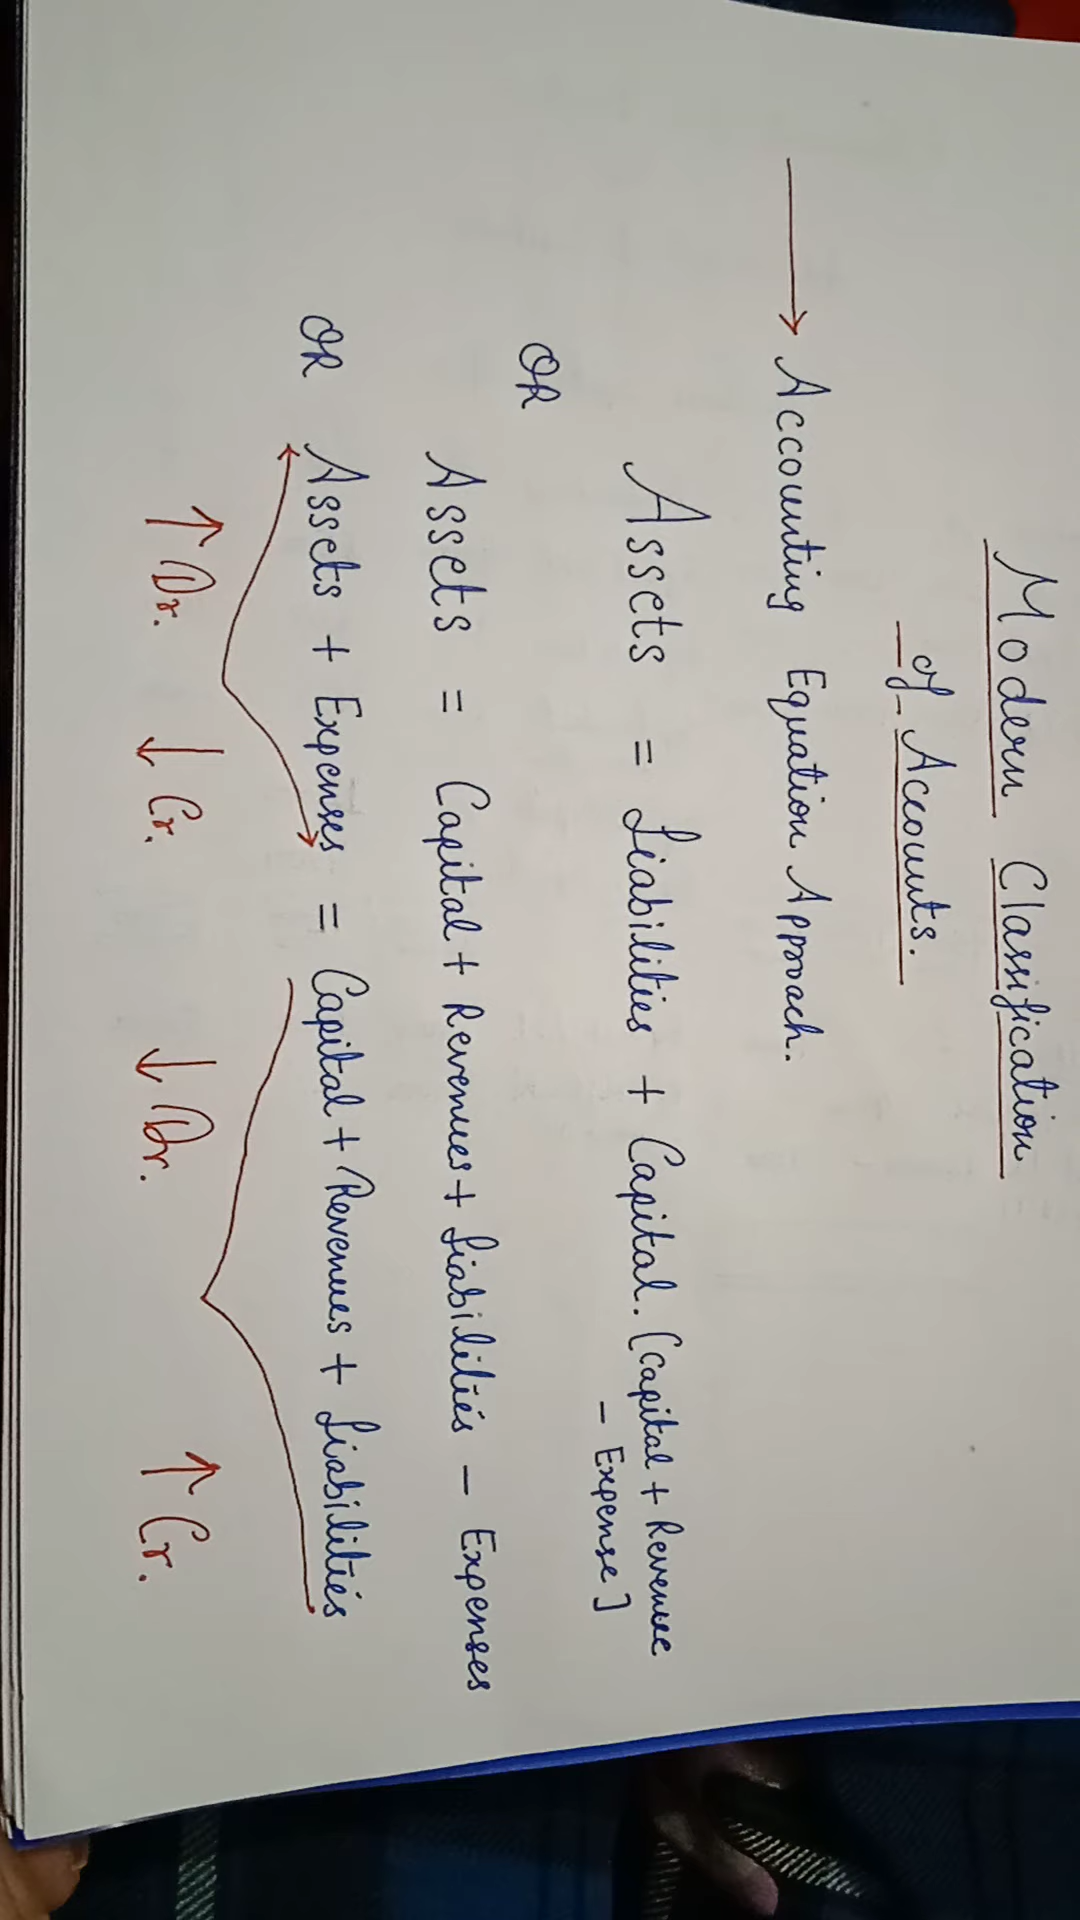 Modern Classification
of Accounts.
→ Accounting Equation Approach.
Assets = Liabilities + Capital. [Capital + Revenue
- Expense]
OR
Assets = Capital + Revenues + Liabilities - Expenses
OR Assets + Expenses = Capital + Revenues + Liabilities
↑ Dr. ↓ Cr. ↓ Dr. ↑ Cr.